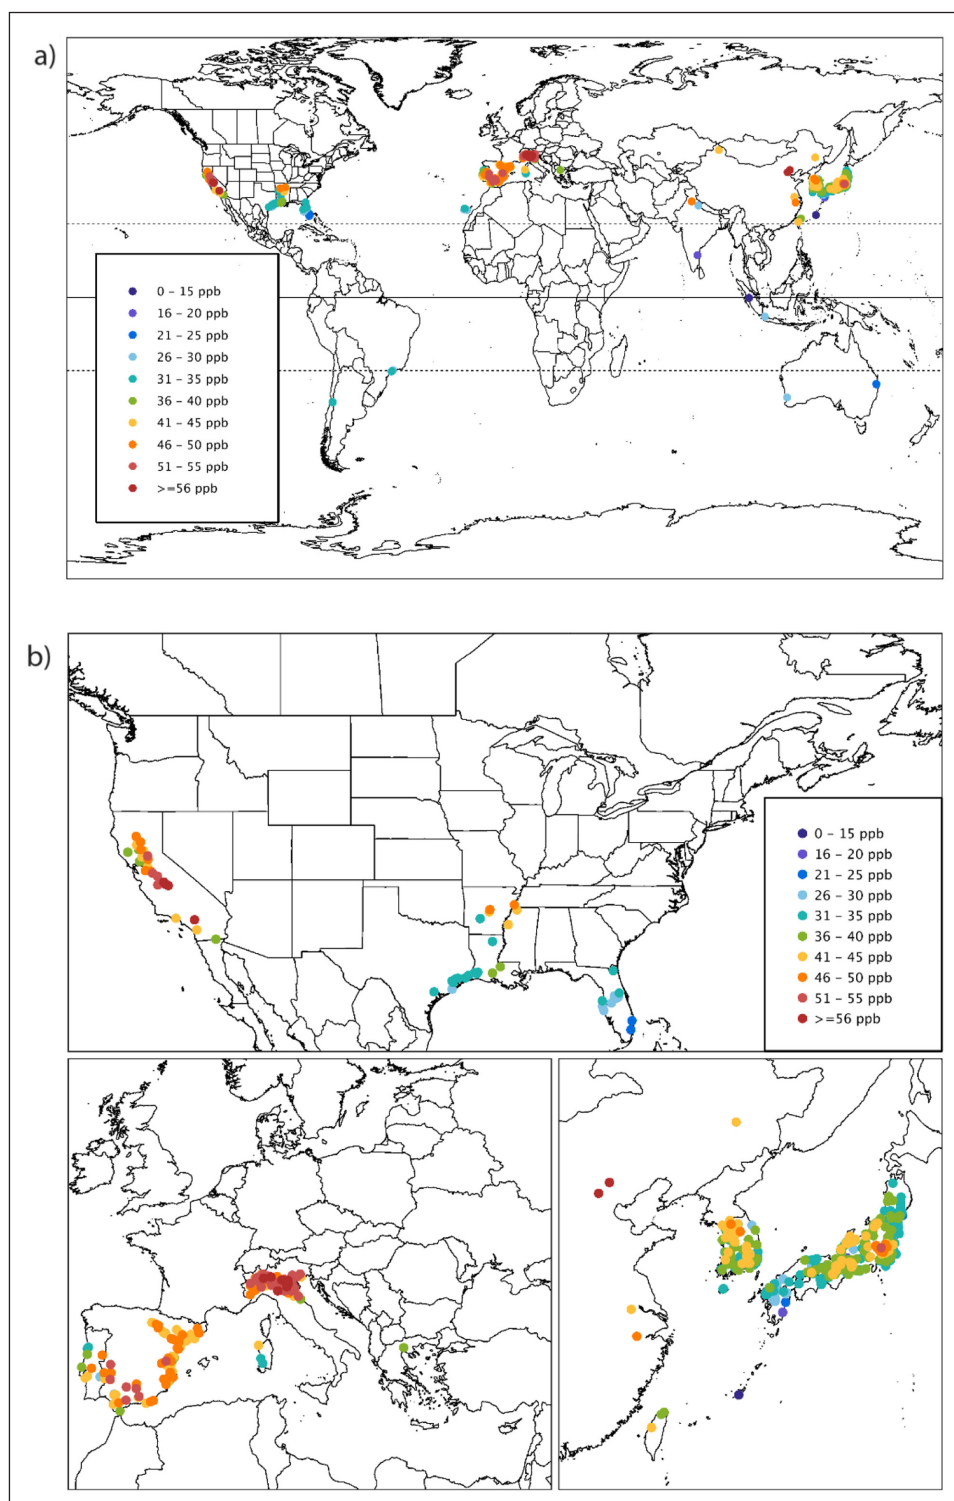 a)
0 – 15 ppb
16 – 20 ppb
21 – 25 ppb
26 – 30 ppb
31 – 35 ppb
36 – 40 ppb
41 – 45 ppb
46 – 50 ppb
51 – 55 ppb
>=56 ppb
b)
0 – 15 ppb
16 – 20 ppb
21 – 25 ppb
26 – 30 ppb
31 – 35 ppb
36 – 40 ppb
41 – 45 ppb
46 – 50 ppb
51 – 55 ppb
>=56 ppb